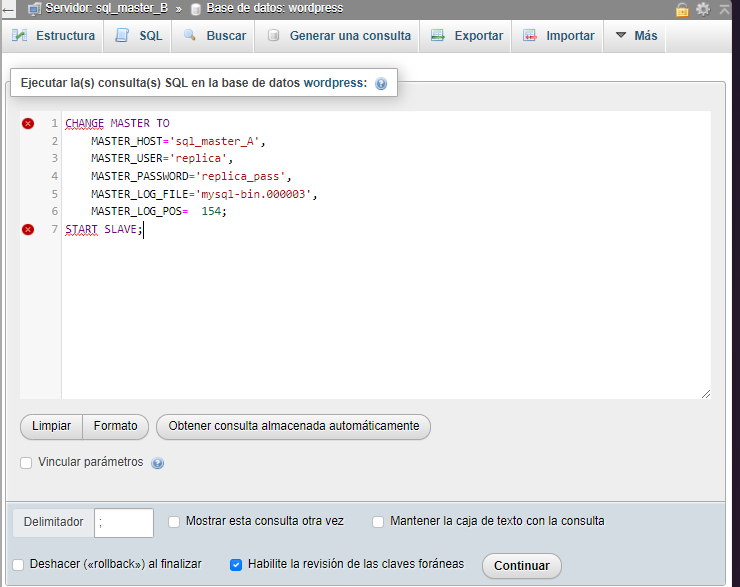 Servidor: sql_master_B » Base de datos: wordpress
Estructura SQL Buscar Generar una consulta Exportar Importar Más
Ejecutar la(s) consulta(s) SQL en la base de datos wordpress:
1 CHANGE MASTER TO
2 MASTER_HOST='sql_master_A',
3 MASTER_USER='replica',
4 MASTER_PASSWORD='replica_pass',
5 MASTER_LOG_FILE='mysql-bin.000003',
6 MASTER_LOG_POS=  154;
7 START SLAVE;
Limpiar Formato Obtener consulta almacenada automáticamente
Vincular parámetros
Delimitador ; Mostrar esta consulta otra vez Mantener la caja de texto con la consulta
Deshacer («rollback») al finalizar Habilite la revisión de las claves foráneas Continuar